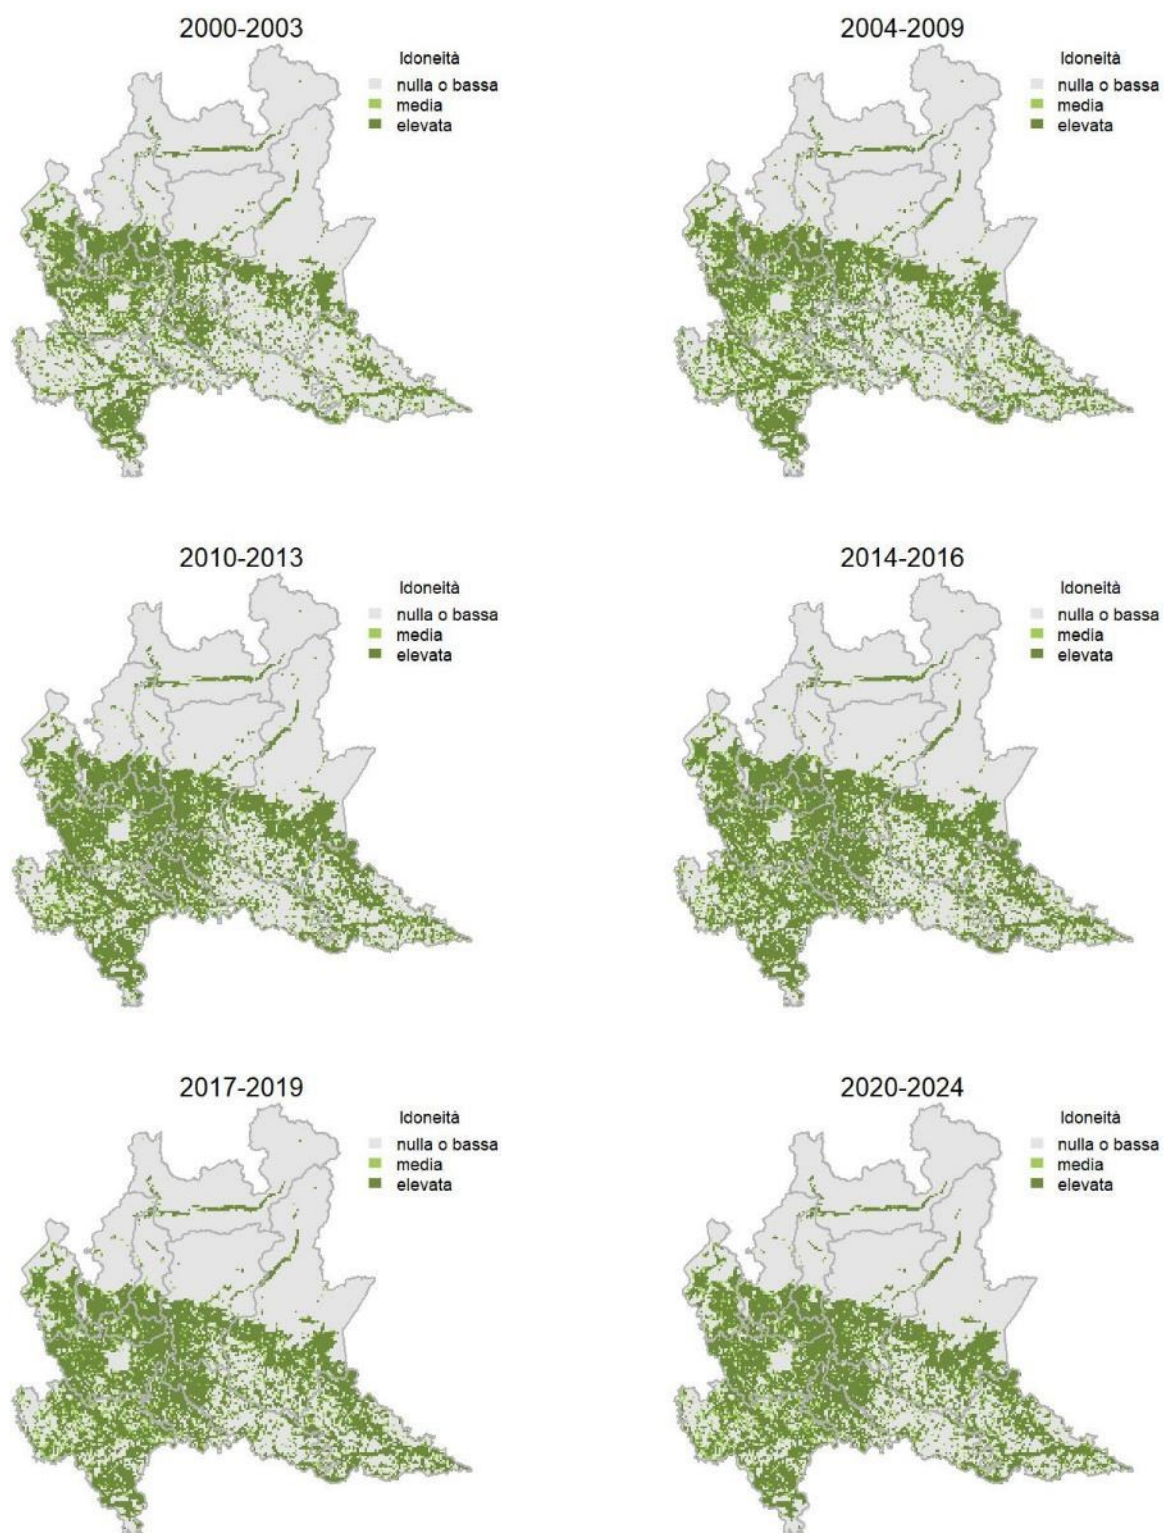 2000-2003
Idoneità
nulla o bassa
media
elevata
2004-2009
Idoneità
nulla o bassa
media
elevata
2010-2013
Idoneità
nulla o bassa
media
elevata
2014-2016
Idoneità
nulla o bassa
media
elevata
2017-2019
Idoneità
nulla o bassa
media
elevata
2020-2024
Idoneità
nulla o bassa
media
elevata